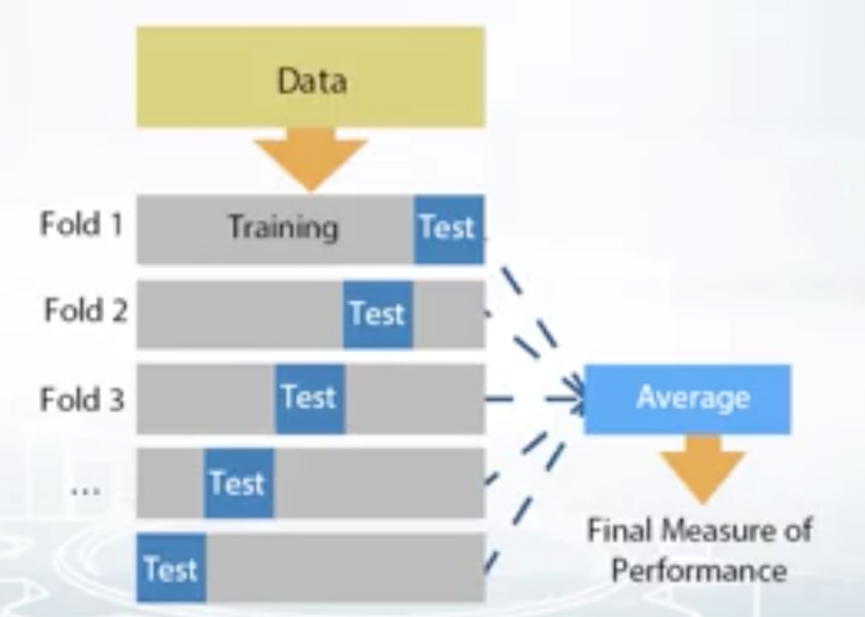 Data
Fold 1
Training
Test
Fold 2
Test
Fold 3
Test
Average
...
Test
Final Measure of
Performance
Test